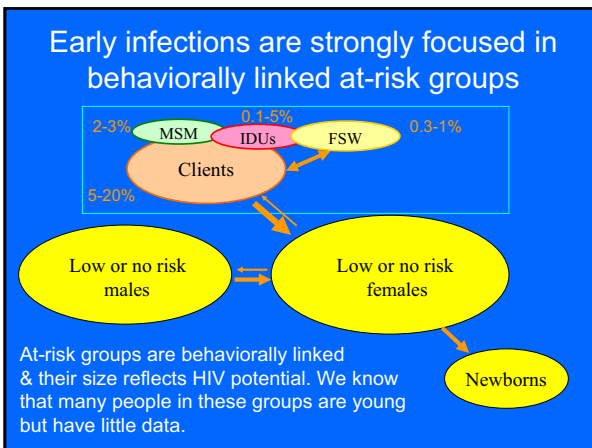 Early infections are strongly focused in
behaviorally linked at-risk groups
0.1-5%
2-3%
MSM
IDUs
FSW
0.3-1%
Clients
5-20%
Low or no risk
males
Low or no risk
females
At-risk groups are behaviorally linked
& their size reflects HIV potential. We know
that many people in these groups are young
but have little data.
Newborns